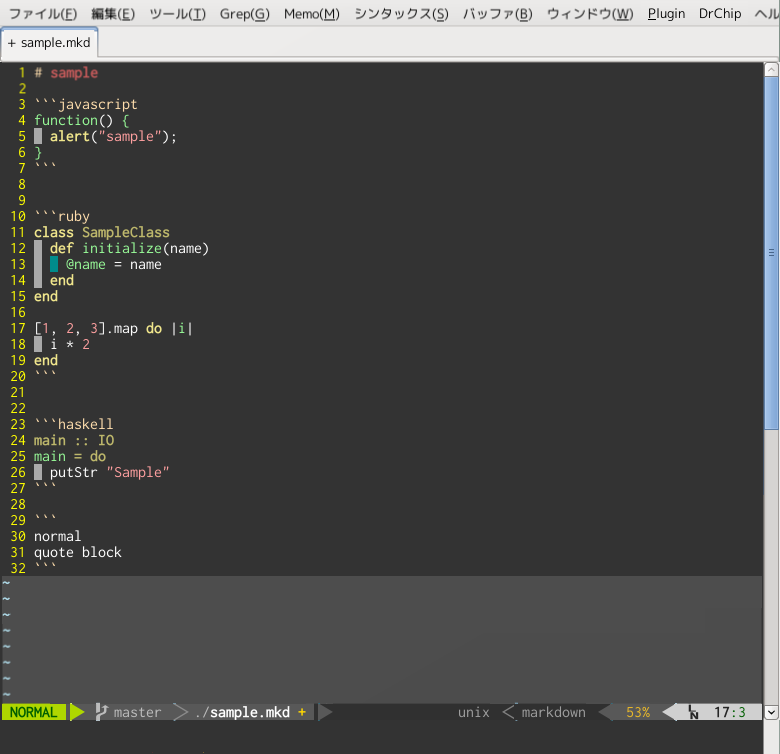 ファイル(F) 編集(E) ツール(T) Grep(G) Memo(M) シンタックス(S) バッファ(B) ウィンドウ(W) Plugin DrChip ヘル
+ sample.mkd
1 # sample
2
3 ```javascript
4 function() {
5   alert("sample");
6 }
7 ```
8
9
10 ```ruby
11 class SampleClass
12   def initialize(name)
13     @name = name
14   end
15 end
16
17 [1, 2, 3].map do |i|
18   i * 2
19 end
20 ```
21
22
23 ```haskell
24 main :: IO
25 main = do
26   putStr "Sample"
27 ```
28
29 ```
30 normal
31 quote block
32 ```
~
~
~
~
~
~
~
~
NORMAL master ./sample.mkd + unix markdown 53% LN 17:3